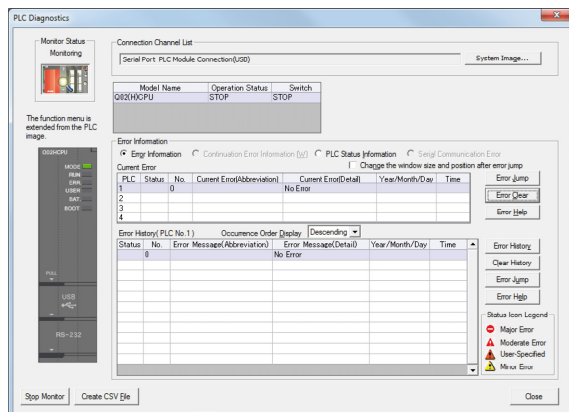 PLC Diagnostics
Monitor Status
Monitoring
The function menu is
extended from the PLC
image.
Q02HCPU
MODE
RUN
ERR.
USER
BAT.
BOOT
PULL
USB
RS-232
Connection Channel List
Serial Port PLC Module Connection(USB)
System Image...
Model Name Operation Status Switch
Q02(H)CPU STOP STOP
Error Information
Error Information Continuation Error Information (W) PLC Status Information Serial Communication Error
Change the window size and position after error jump
Current Error
PLC Status No. Current Error(Abbreviation) Current Error(Detail) Year/Month/Day Time
1 0 No Error
2
3
4
Error Jump
Error Clear
Error Help
Error History( PLC No.1 ) Occurrence Order Display Descending
Status No. Error Message(Abbreviation) Error Message(Detail) Year/Month/Day Time
0 No Error
Error History
Clear History
Error Jump
Error Help
Status Icon Legend
Major Error
Moderate Error
User-Specified
Minor Error
Stop Monitor
Create CSV File
Close